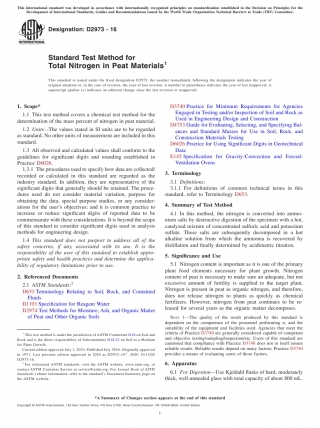 This international standard was developed in accordance with internationally recognized principles on standardization established in the Decision on Principles for the
Development of International Standards, Guides and Recommendations issued by the World Trade Organization Technical Barriers to Trade (TBT) Committee.
Designation: D2973 – 16
Standard Test Method for
Total Nitrogen in Peat Materials1
This standard is issued under the fixed designation D2973; the number immediately following the designation indicates the year of
original adoption or, in the case of revision, the year of last revision. A number in parentheses indicates the year of last reapproval. A
superscript epsilon (ε) indicates an editorial change since the last revision or reapproval.
1. Scope*
1.1 This test method covers a chemical test method for the
determination of the mass percent of nitrogen in peat material.
1.2 Units—The values stated in SI units are to be regarded
as standard. No other units of measurement are included in this
standard.
1.3 All observed and calculated values shall conform to the
guidelines for significant digits and rounding established in
Practice D6026.
1.3.1 The procedures used to specify how data are collected/
recorded or calculated in this standard are regarded as the
industry standard. In addition, they are representative of the
significant digits that generally should be retained. The proce-
dures used do not consider material variation, purpose for
obtaining the data, special purpose studies, or any consider-
ations for the user's objectives; and it is common practice to
increase or reduce significant digits of reported data to be
commensurate with these considerations. It is beyond the scope
of this standard to consider significant digits used in analysis
methods for engineering design.
1.4 This standard does not purport to address all of the
safety concerns, if any, associated with its use. It is the
responsibility of the user of this standard to establish appro-
priate safety and health practices and determine the applica-
bility of regulatory limitations prior to use.
2. Referenced Documents
2.1 ASTM Standards:2
D653 Terminology Relating to Soil, Rock, and Contained
Fluids
D1193 Specification for Reagent Water
D2974 Test Methods for Moisture, Ash, and Organic Matter
of Peat and Other Organic Soils
1 This test method is under the jurisdiction of ASTM Committee D18 on Soil and
Rock and is the direct responsibility of Subcommittee D18.22 on Soil as a Medium
for Plant Growth.
Current edition approved July 1, 2016. Published July 2016. Originally approved
in 1971. Last previous edition approved in 2010 as D2973–10
2 For referenced ASTM standards, visit the ASTM website, www.astm.org, or
contact ASTM Customer Service at service@astm.org. For Annual Book of ASTM
Standards volume information, refer to the standard's Document Summary page on
the ASTM website.
D3740 Practice for Minimum Requirements for Agencies
Engaged in Testing and/or Inspection of Soil and Rock as
Used in Engineering Design and Construction
D4753 Guide for Evaluating, Selecting, and Specifying Bal-
ances and Standard Masses for Use in Soil, Rock, and
Construction Materials Testing
D6026 Practice for Using Significant Digits in Geotechnical
Data
E145 Specification for Gravity-Convection and Forced-
Ventilation Ovens
3. Terminology
3.1 Definitions:
3.1.1 For definitions of common technical terms in this
standard, refer to Terminology D653.
4. Summary of Test Method
4.1 In this method, the nitrogen is converted into ammo-
nium salts by destructive digestion of the specimen with a hot,
catalyzed mixture of concentrated sulfuric acid and potassium
sulfate. These salts are subsequently decomposed in a hot
alkaline solution from which the ammonia is recovered by
distillation and finally determined by acidimetric titration.
5. Significance and Use
5.1 Nitrogen content is important as it is one of the primary
plant food elements necessary for plant growth. Nitrogen
content of peat is necessary to make sure an adequate, but not
excessive amount of fertility is supplied to the target plant.
Nitrogen is present in peat as organic nitrogen, and therefore,
does not release nitrogen to plants as quickly as chemical
fertilizers. However, nitrogen from peat continues to be re-
leased for several years as the organic matter decomposes.
NOTE 1—The quality of the result produced by this standard is
dependent on the competence of the personnel performing it, and the
suitability of the equipment and facilities used. Agencies that meet the
criteria of Practice D3740 are generally considered capable of competent
and objective testing/sampling/inspection/etc. Users of this standard are
cautioned that compliance with Practice D3740 does not in itself ensure
reliable results. Reliable results depend on many factors; Practice D3740
provides a means of evaluating some of those factors.
6. Apparatus
6.1 For Digestion—Use Kjeldahl flasks of hard, moderately
thick, well-annealed glass with total capacity of about 800 mL.
*A Summary of Changes section appears at the end of this standard
1